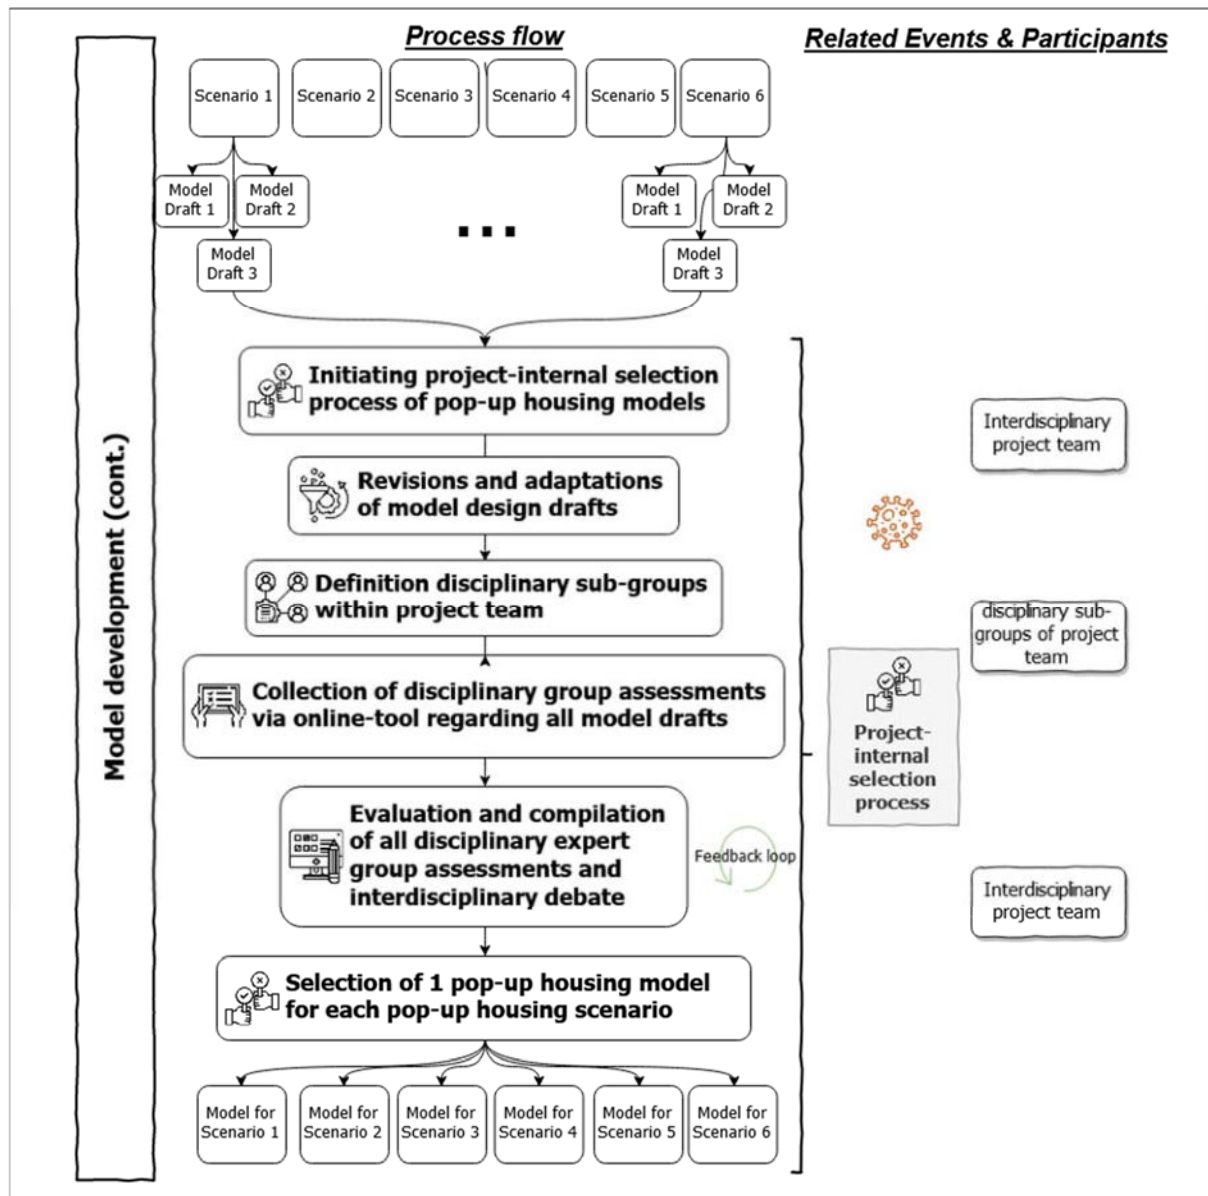 Process flow
Related Events & Participants
Scenario 1
Scenario 2
Scenario 3
Scenario 4
Scenario 5
Scenario 6
Model
Draft 1
Model
Draft 2
Model
Draft 3
...
Model
Draft 1
Model
Draft 2
Model
Draft 3
Model development (cont.)
Initiating project-internal selection
process of pop-up housing models
Revisions and adaptations
of model design drafts
Definition disciplinary sub-groups
within project team
Collection of disciplinary group assessments
via online-tool regarding all model drafts
Evaluation and compilation
of all disciplinary expert
group assessments and
interdisciplinary debate
Feedback loop
Selection of 1 pop-up housing model
for each pop-up housing scenario
Model for
Scenario 1
Model for
Scenario 2
Model for
Scenario 3
Model for
Scenario 4
Model for
Scenario 5
Model for
Scenario 6
Interdisciplinary
project team
disciplinary sub-
groups of project
team
Project-
internal
selection
process
Interdisciplinary
project team